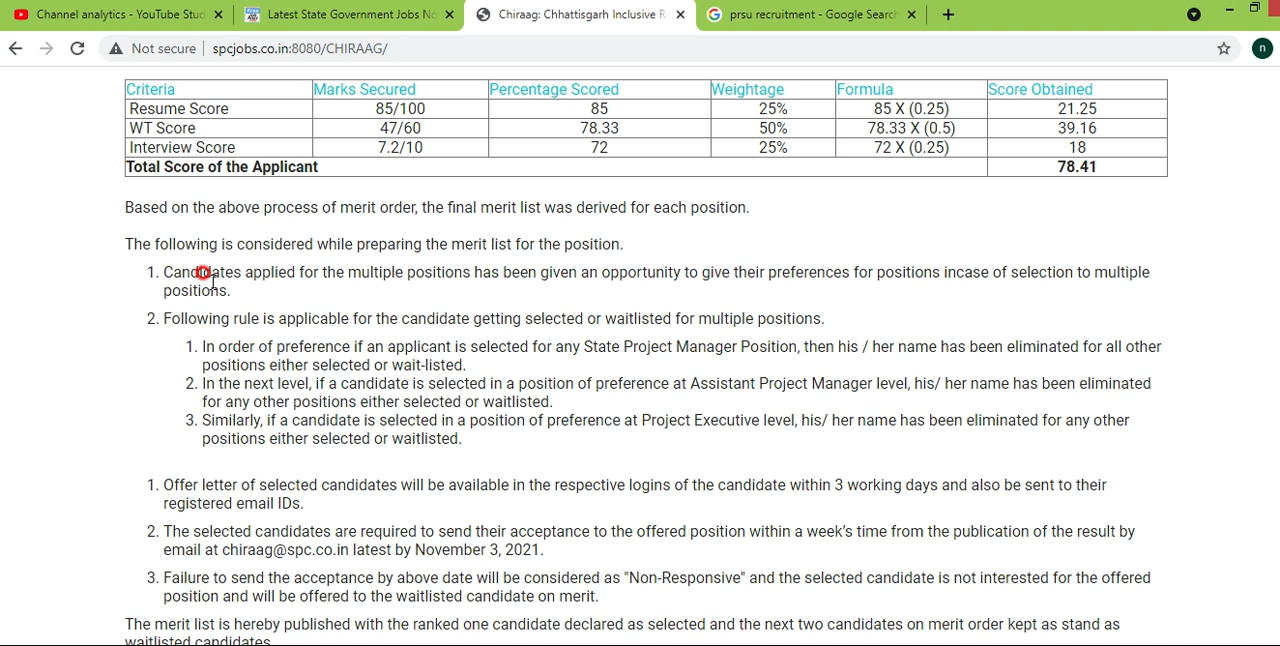 Channel analytics - YouTube Stud
Latest State Government Jobs No
Chiraag: Chhattisgarh Inclusive R
prsu recruitment - Google Search
Not secure spcjobs.co.in:8080/CHIRAAG/
n
Criteria Marks Secured Percentage Scored Weightage Formula Score Obtained
Resume Score 85/100 85 25% 85 X (0.25) 21.25
WT Score 47/60 78.33 50% 78.33 X (0.5) 39.16
Interview Score 7.2/10 72 25% 72 X (0.25) 18
Total Score of the Applicant 78.41
Based on the above process of merit order, the final merit list was derived for each position.
The following is considered while preparing the merit list for the position.
1. Candidates applied for the multiple positions has been given an opportunity to give their preferences for positions incase of selection to multiple
positions.
2. Following rule is applicable for the candidate getting selected or waitlisted for multiple positions.
1. In order of preference if an applicant is selected for any State Project Manager Position, then his / her name has been eliminated for all other
positions either selected or wait-listed.
2. In the next level, if a candidate is selected in a position of preference at Assistant Project Manager level, his/ her name has been eliminated
for any other positions either selected or waitlisted.
3. Similarly, if a candidate is selected in a position of preference at Project Executive level, his/ her name has been eliminated for any other
positions either selected or waitlisted.
1. Offer letter of selected candidates will be available in the respective logins of the candidate within 3 working days and also be sent to their
registered email IDs.
2. The selected candidates are required to send their acceptance to the offered position within a week’s time from the publication of the result by
email at chiraag@spc.co.in latest by November 3, 2021.
3. Failure to send the acceptance by above date will be considered as "Non-Responsive" and the selected candidate is not interested for the offered
position and will be offered to the waitlisted candidate on merit.
The merit list is hereby published with the ranked one candidate declared as selected and the next two candidates on merit order kept as stand as
waitlisted candidates.